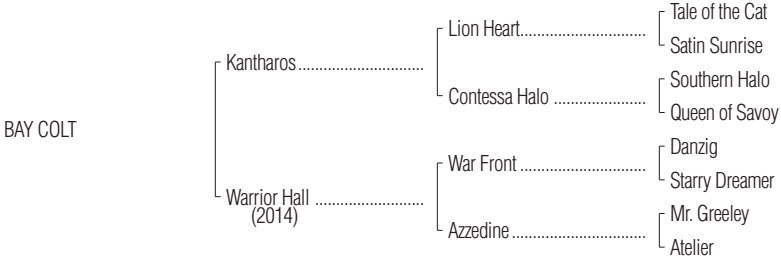 Tale of the Cat
Lion Heart..............................
Satin Sunrise
Kantharos..............................
Southern Halo
Contessa Halo ......................
Queen of Savoy
BAY COLT
Danzig
War Front ..............................
Starry Dreamer
Warrior Hall ..........................
(2014)
Mr. Greeley
Azzedine................................
Atelier